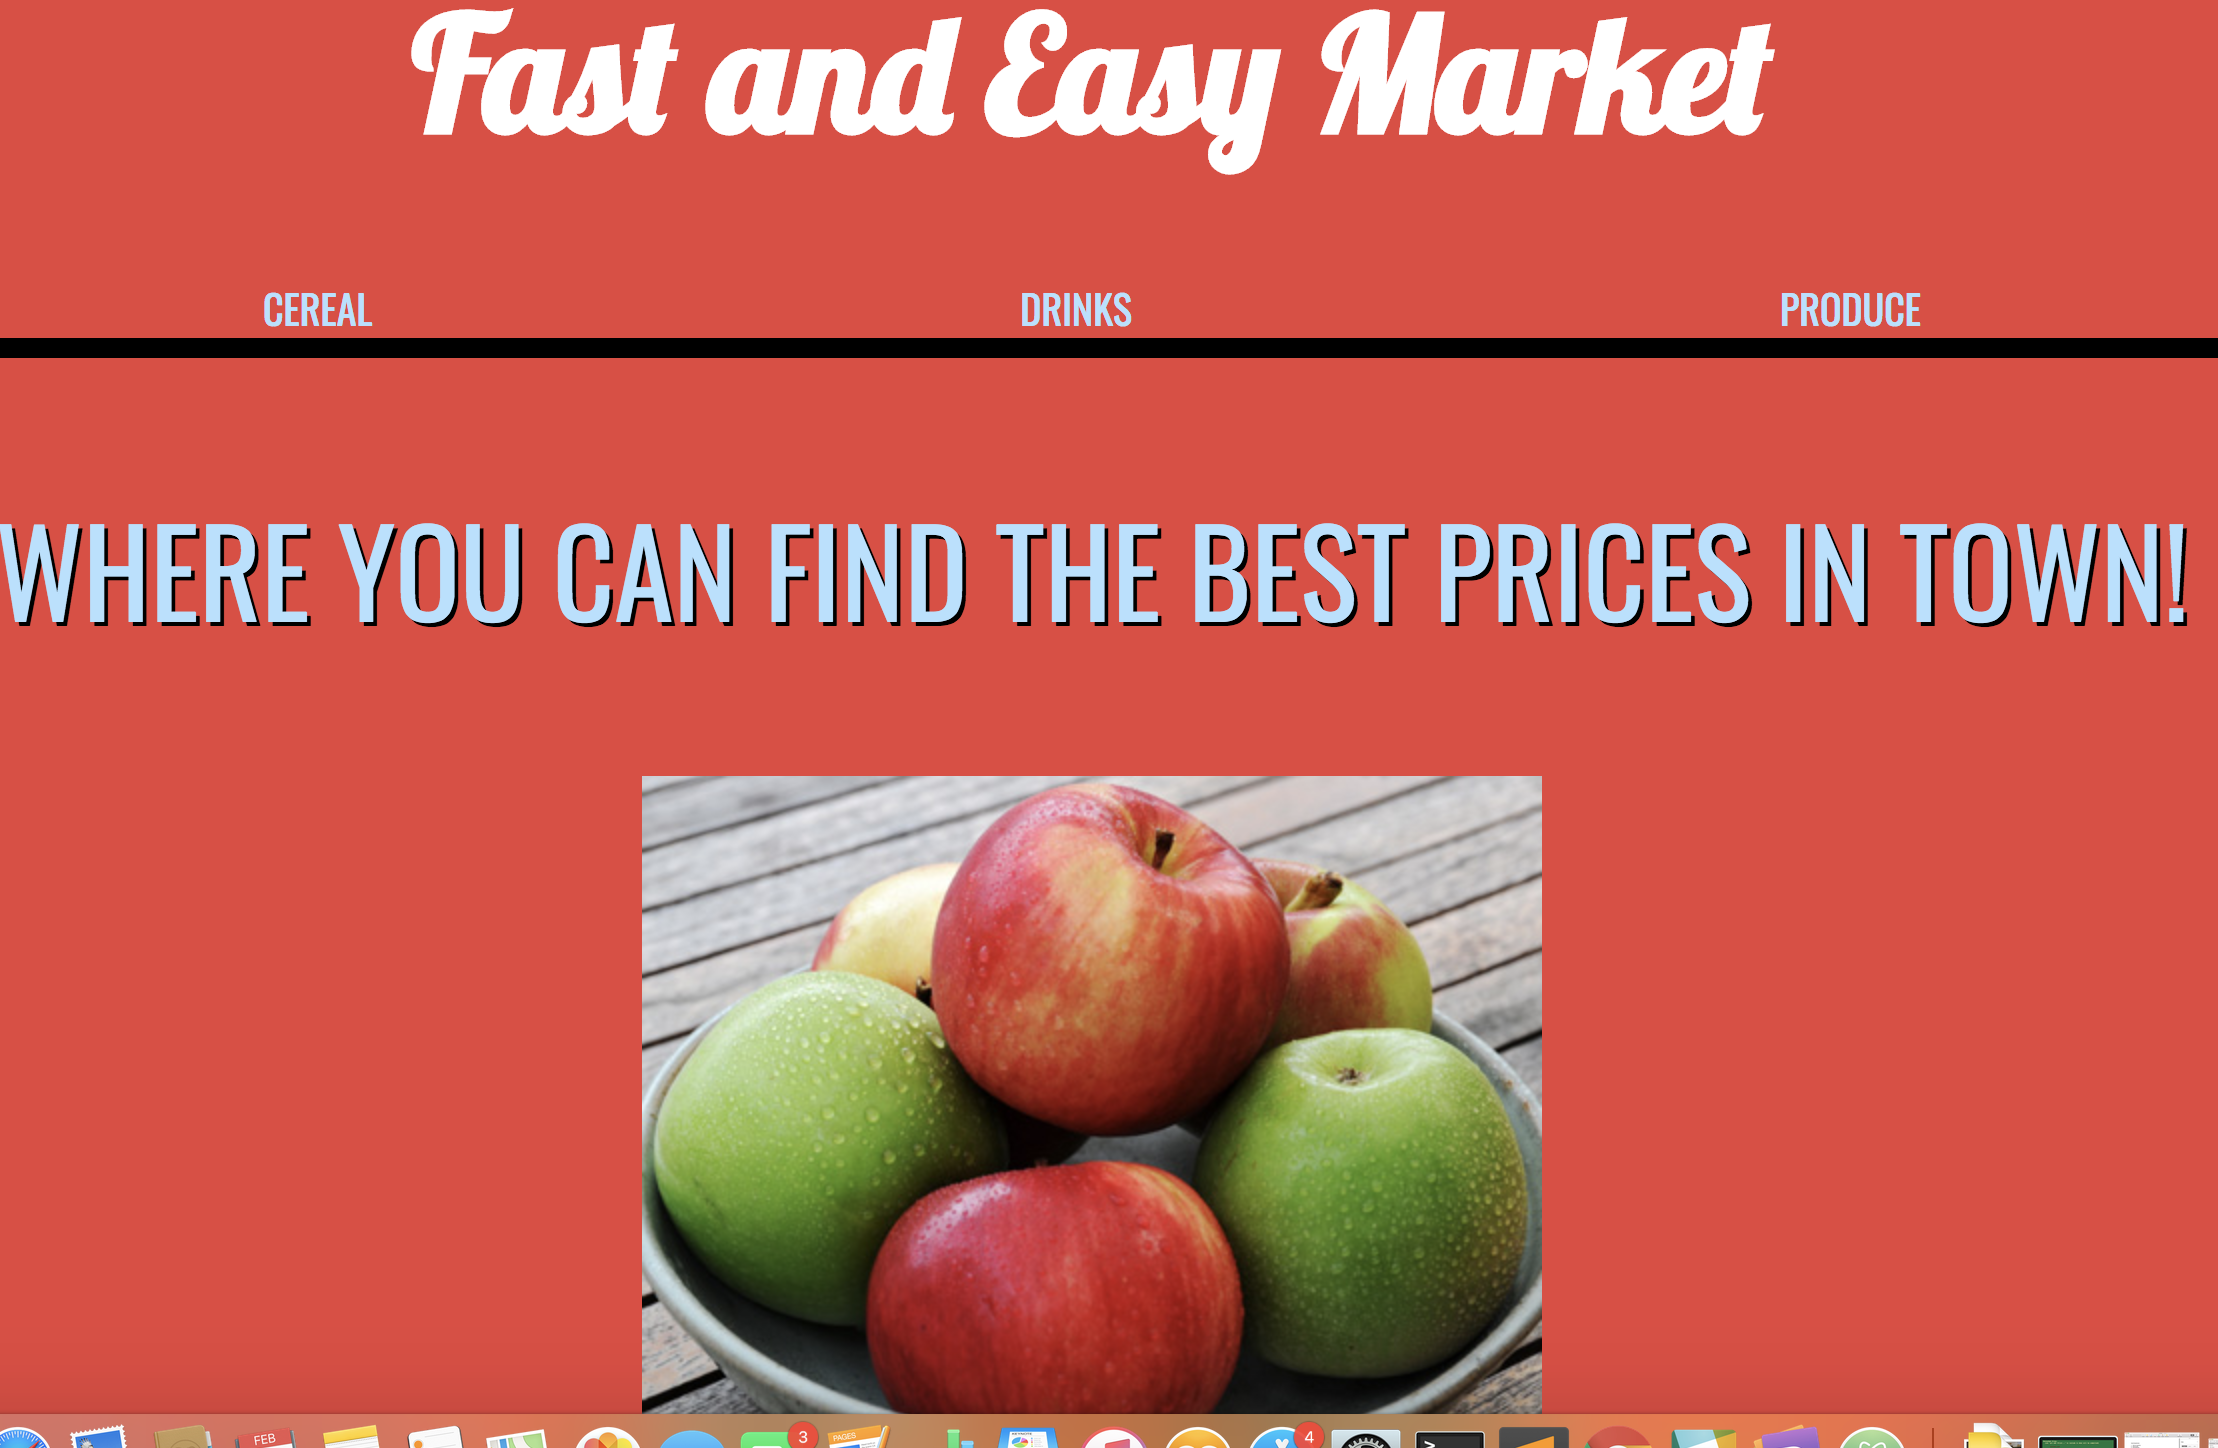 Fast and Easy Market
CEREAL DRINKS PRODUCE
WHERE YOU CAN FIND THE BEST PRICES IN TOWN!
FEB 3 PAGES KEYNOTE 4